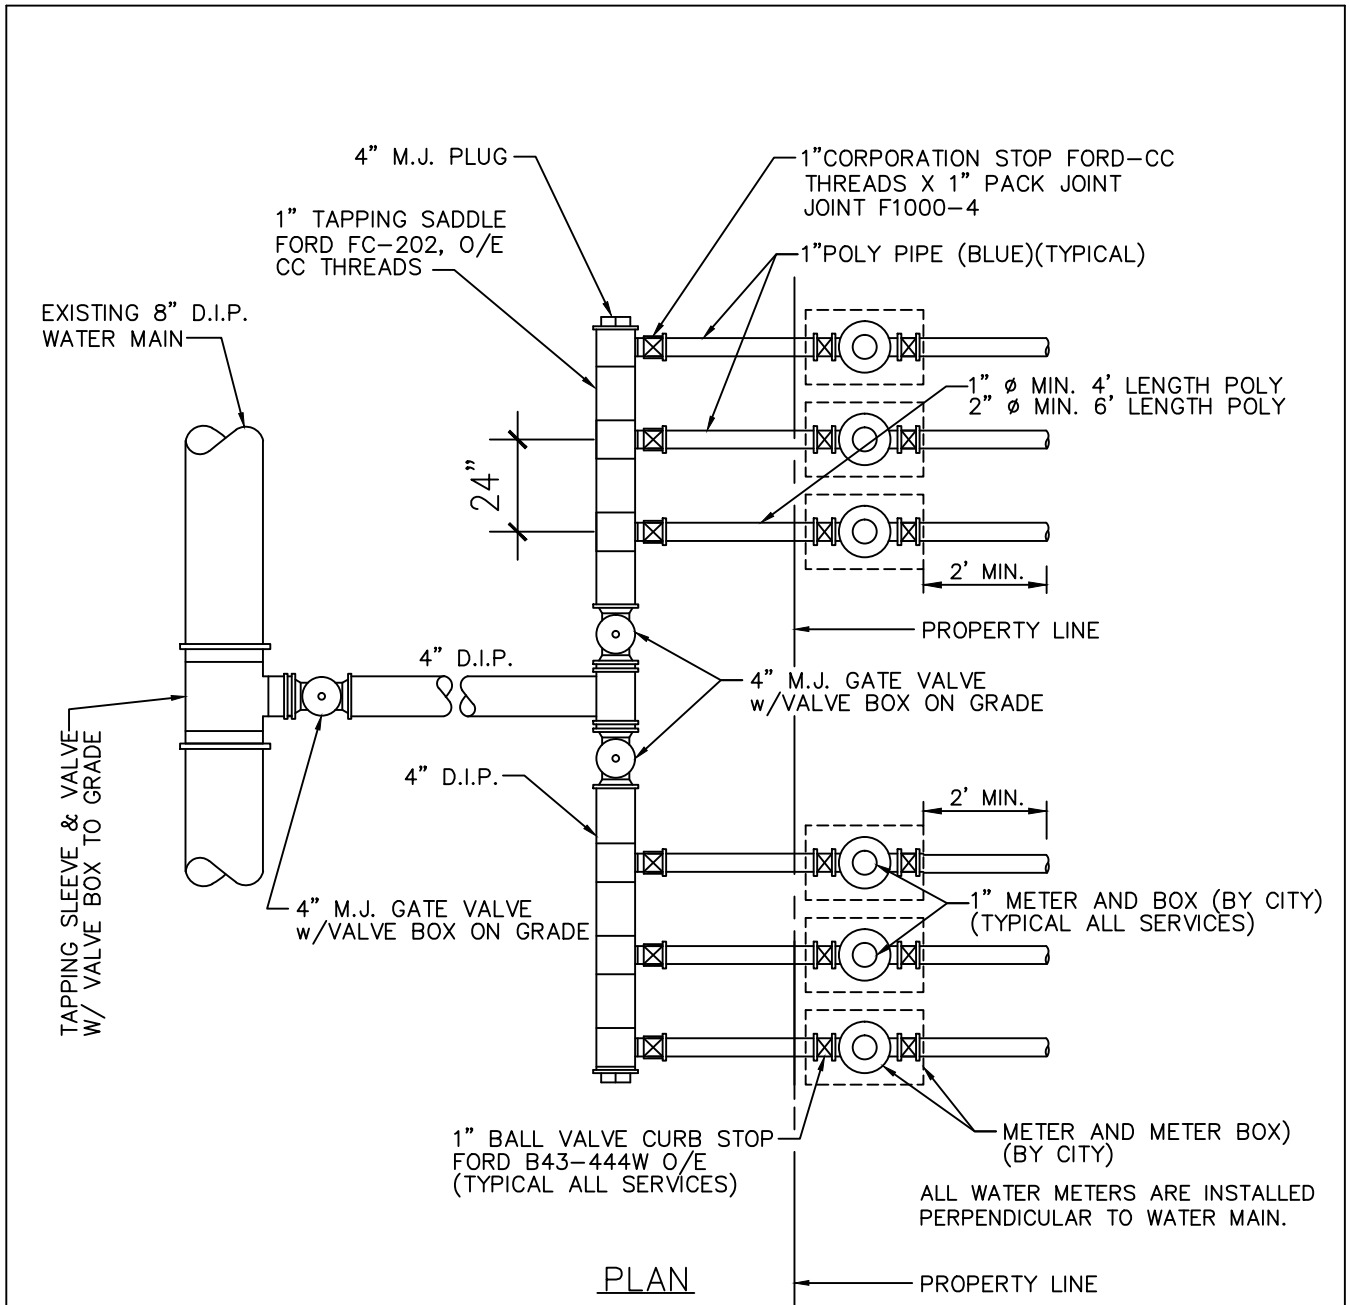 4" M.J. PLUG
1"CORPORATION STOP FORD-CC
THREADS X 1" PACK JOINT
JOINT F1000-4
1" TAPPING SADDLE
FORD FC-202, O/E
CC THREADS
1"POLY PIPE (BLUE)(TYPICAL)
EXISTING 8" D.I.P.
WATER MAIN
1" ø MIN. 4' LENGTH POLY
2" ø MIN. 6' LENGTH POLY
24"
2' MIN.
PROPERTY LINE
4" D.I.P.
4" M.J. GATE VALVE
w/VALVE BOX ON GRADE
TAPPING SLEEVE & VALVE
W/ VALVE BOX TO GRADE
4" D.I.P.
2' MIN.
4" M.J. GATE VALVE
w/VALVE BOX ON GRADE
1" METER AND BOX (BY CITY)
(TYPICAL ALL SERVICES)
1" BALL VALVE CURB STOP
FORD B43-444W O/E
(TYPICAL ALL SERVICES)
METER AND METER BOX)
(BY CITY)
ALL WATER METERS ARE INSTALLED
PERPENDICULAR TO WATER MAIN.
PLAN
PROPERTY LINE